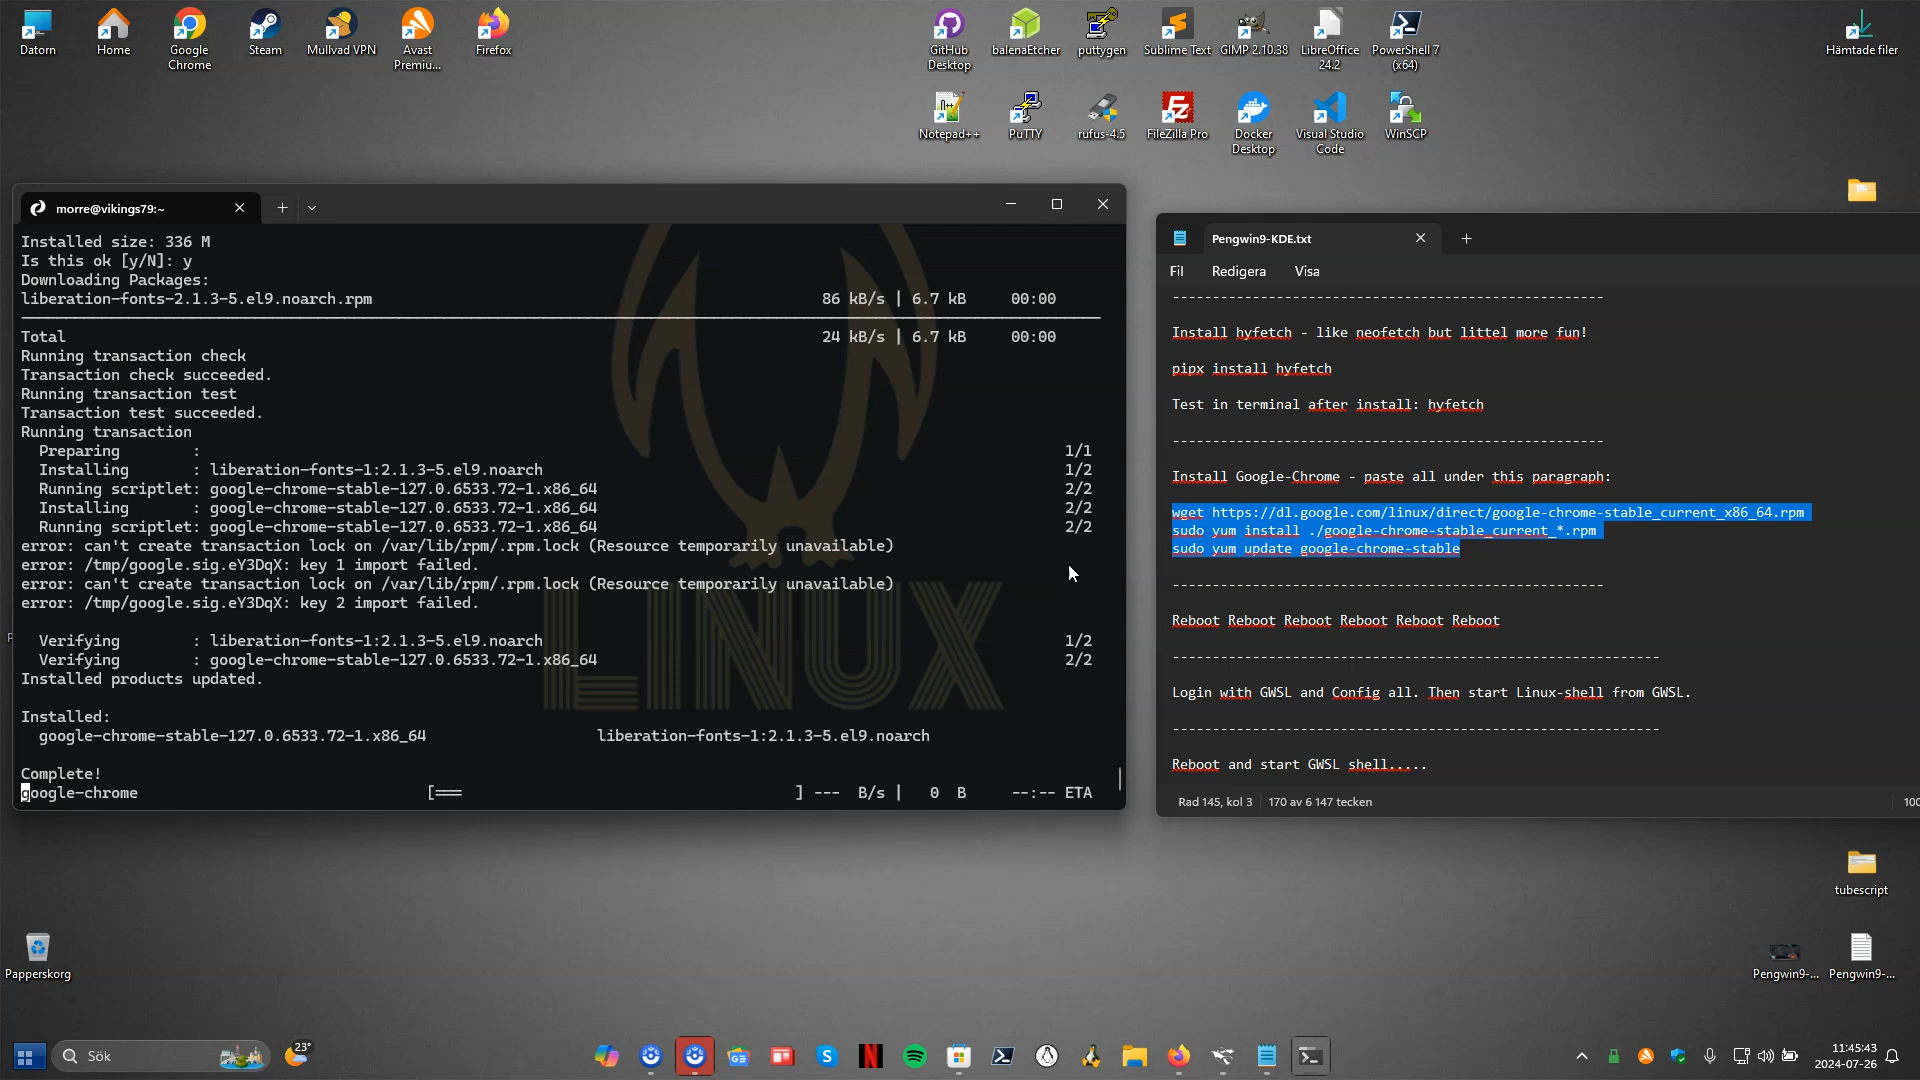 Datorn
Home
Google
Chrome
Steam
Mullvad VPN
Avast
Premiu...
Firefox
GitHub
Desktop
balenaEtcher
puttygen
Sublime Text
GIMP 2.10.38
LibreOffice
24.2
PowerShell 7
(x64)
Hämtade filer
Notepad++
PuTTY
rufus-4.5
FileZilla Pro
Docker
Desktop
Visual Studio
Code
WinSCP
morre@vikings79:~
Installed size: 336 M
Is this ok [y/N]: y
Downloading Packages:
liberation-fonts-2.1.3-5.el9.noarch.rpm 86 kB/s | 6.7 kB 00:00
Total 24 kB/s | 6.7 kB 00:00
Running transaction check
Transaction check succeeded.
Running transaction test
Transaction test succeeded.
Running transaction
Preparing : 1/1
Installing : liberation-fonts-1:2.1.3-5.el9.noarch 1/2
Running scriptlet: google-chrome-stable-127.0.6533.72-1.x86_64 2/2
Installing : google-chrome-stable-127.0.6533.72-1.x86_64 2/2
Running scriptlet: google-chrome-stable-127.0.6533.72-1.x86_64 2/2
error: can't create transaction lock on /var/lib/rpm/.rpm.lock (Resource temporarily unavailable)
error: /tmp/google.sig.eY3DqX: key 1 import failed.
error: can't create transaction lock on /var/lib/rpm/.rpm.lock (Resource temporarily unavailable)
error: /tmp/google.sig.eY3DqX: key 2 import failed.
Verifying : liberation-fonts-1:2.1.3-5.el9.noarch 1/2
Verifying : google-chrome-stable-127.0.6533.72-1.x86_64 2/2
Installed products updated.
Installed:
google-chrome-stable-127.0.6533.72-1.x86_64 liberation-fonts-1:2.1.3-5.el9.noarch
Complete!
google-chrome [=== ] --- B/s | 0 B --:-- ETA
LINUX
Pengwin9-KDE.txt
Fil Redigera Visa
------------------------------------------------------
Install hyfetch - like neofetch but littel more fun!
pipx install hyfetch
Test in terminal after install: hyfetch
------------------------------------------------------
Install Google-Chrome - paste all under this paragraph:
wget https://dl.google.com/linux/direct/google-chrome-stable_current_x86_64.rpm
sudo yum install ./google-chrome-stable_current_*.rpm
sudo yum update google-chrome-stable
------------------------------------------------------
Reboot Reboot Reboot Reboot Reboot Reboot
-------------------------------------------------------------
Login with GWSL and Config all. Then start Linux-shell from GWSL.
-------------------------------------------------------------
Reboot and start GWSL shell.....
Rad 145, kol 3 170 av 6 147 tecken 100
tubescript
Papperskorg
Pengwin9-...
Pengwin9-...
Sök
23°
11:45:43
2024-07-26